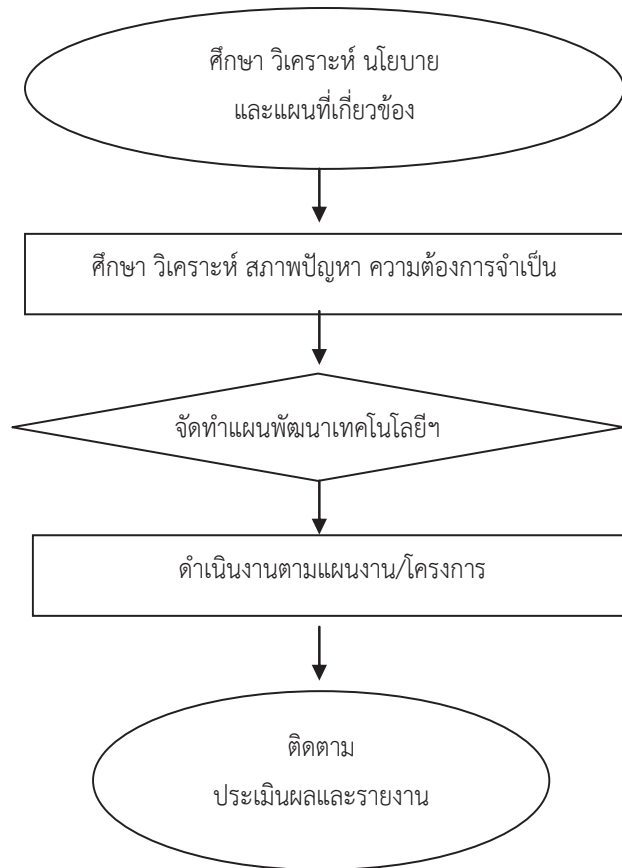 ศึกษา วิเคราะห์ นโยบาย
และแผนที่เกี่ยวข้อง
ศึกษา วิเคราะห์ สภาพปัญหา ความต้องการจำเป็น
จัดทำแผนพัฒนาเทคโนโลยีฯ
ดำเนินงานตามแผนงาน/โครงการ
ติดตาม
ประเมินผลและรายงาน